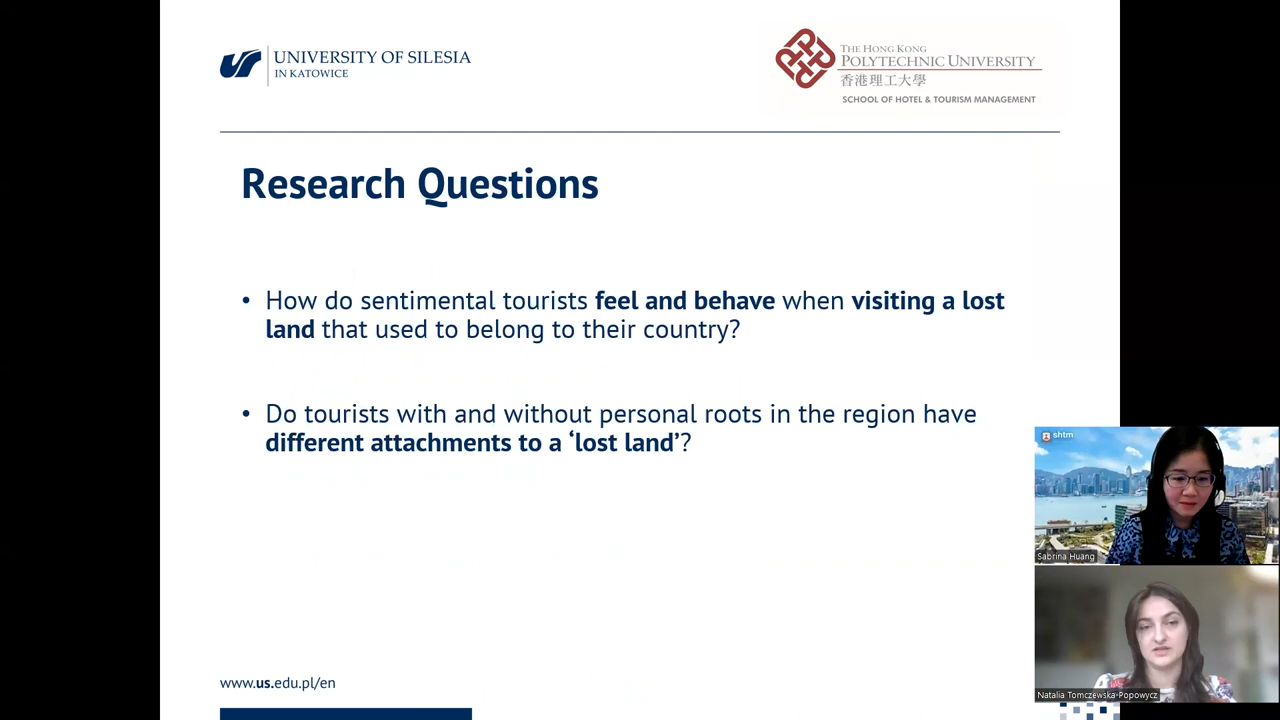 UNIVERSITY OF SILESIA
IN KATOWICE
THE HONG KONG
POLYTECHNIC UNIVERSITY
香港理工大學
SCHOOL OF HOTEL & TOURISM MANAGEMENT
Research Questions
• How do sentimental tourists feel and behave when visiting a lost
land that used to belong to their country?
• Do tourists with and without personal roots in the region have
different attachments to a ‘lost land’?
shtm
Sabrina Huang
Natalia Tomczewska-Popowycz
www.us.edu.pl/en